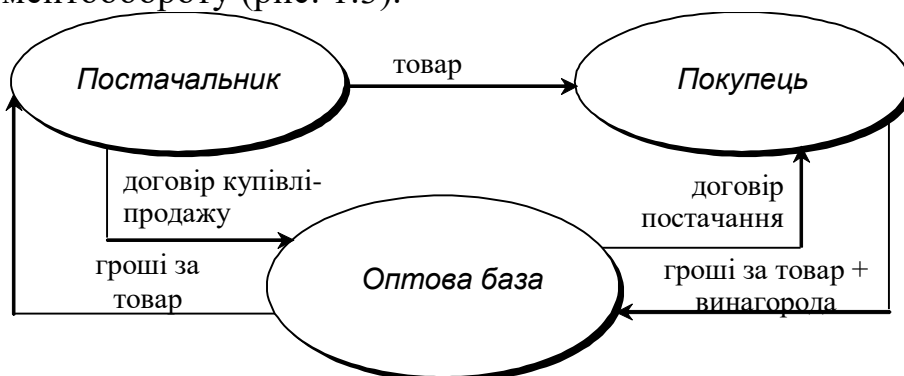 ментообороту (рис. 1.5).
Постачальник
товар
Покупець
договір купівлі-
продажу
договір
постачання
гроші за
товар
Оптова база
гроші за товар +
винагорода